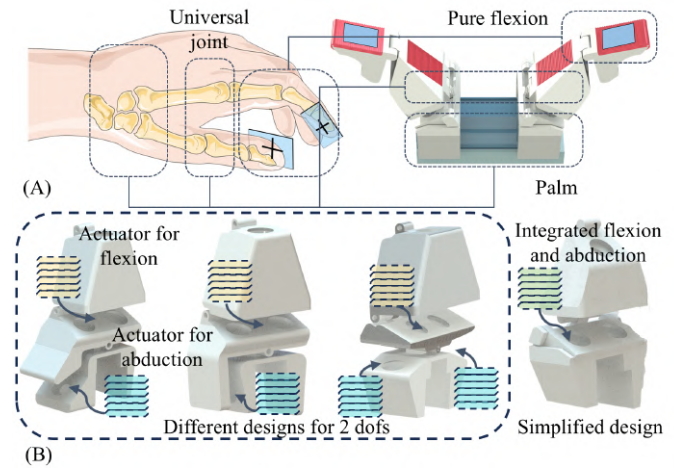 Universal
joint
Pure flexion
(A)
Palm
Actuator for
flexion
Actuator for
abduction
Integrated flexion
and abduction
Different designs for 2 dofs
Simplified design
(B)